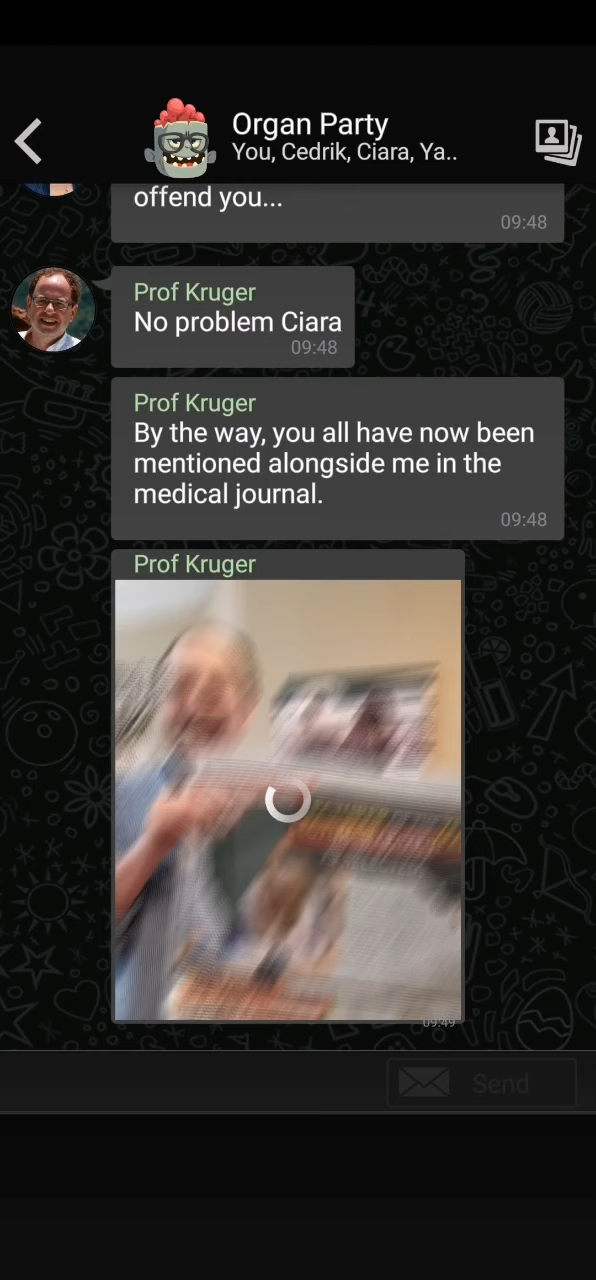 Organ Party
You, Cedrik, Ciara, Ya..
offend you...
09:48
Prof Kruger
No problem Ciara
09:48
Prof Kruger
By the way, you all have now been
mentioned alongside me in the
medical journal.
09:48
Prof Kruger
09:49
Send